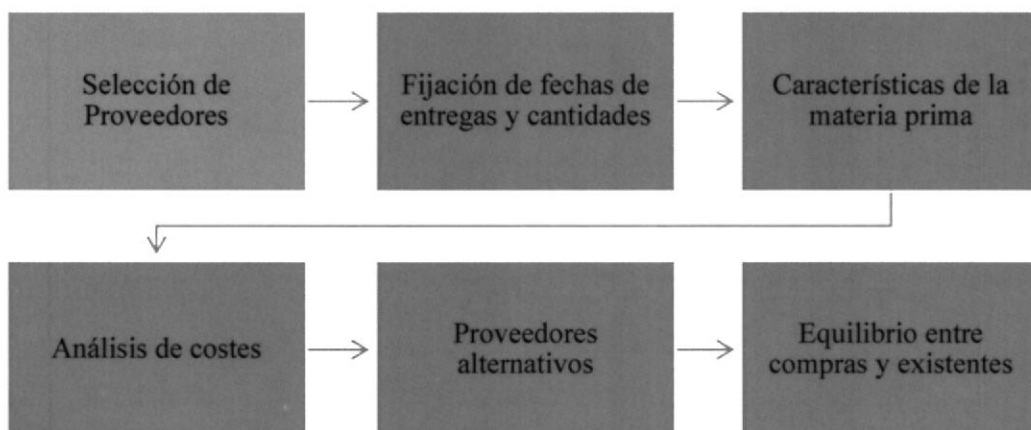 Selección de
Proveedores
Fijación de fechas de
entregas y cantidades
Características de la
materia prima
Análisis de costes
Proveedores
alternativos
Equilibrio entre
compras y existentes